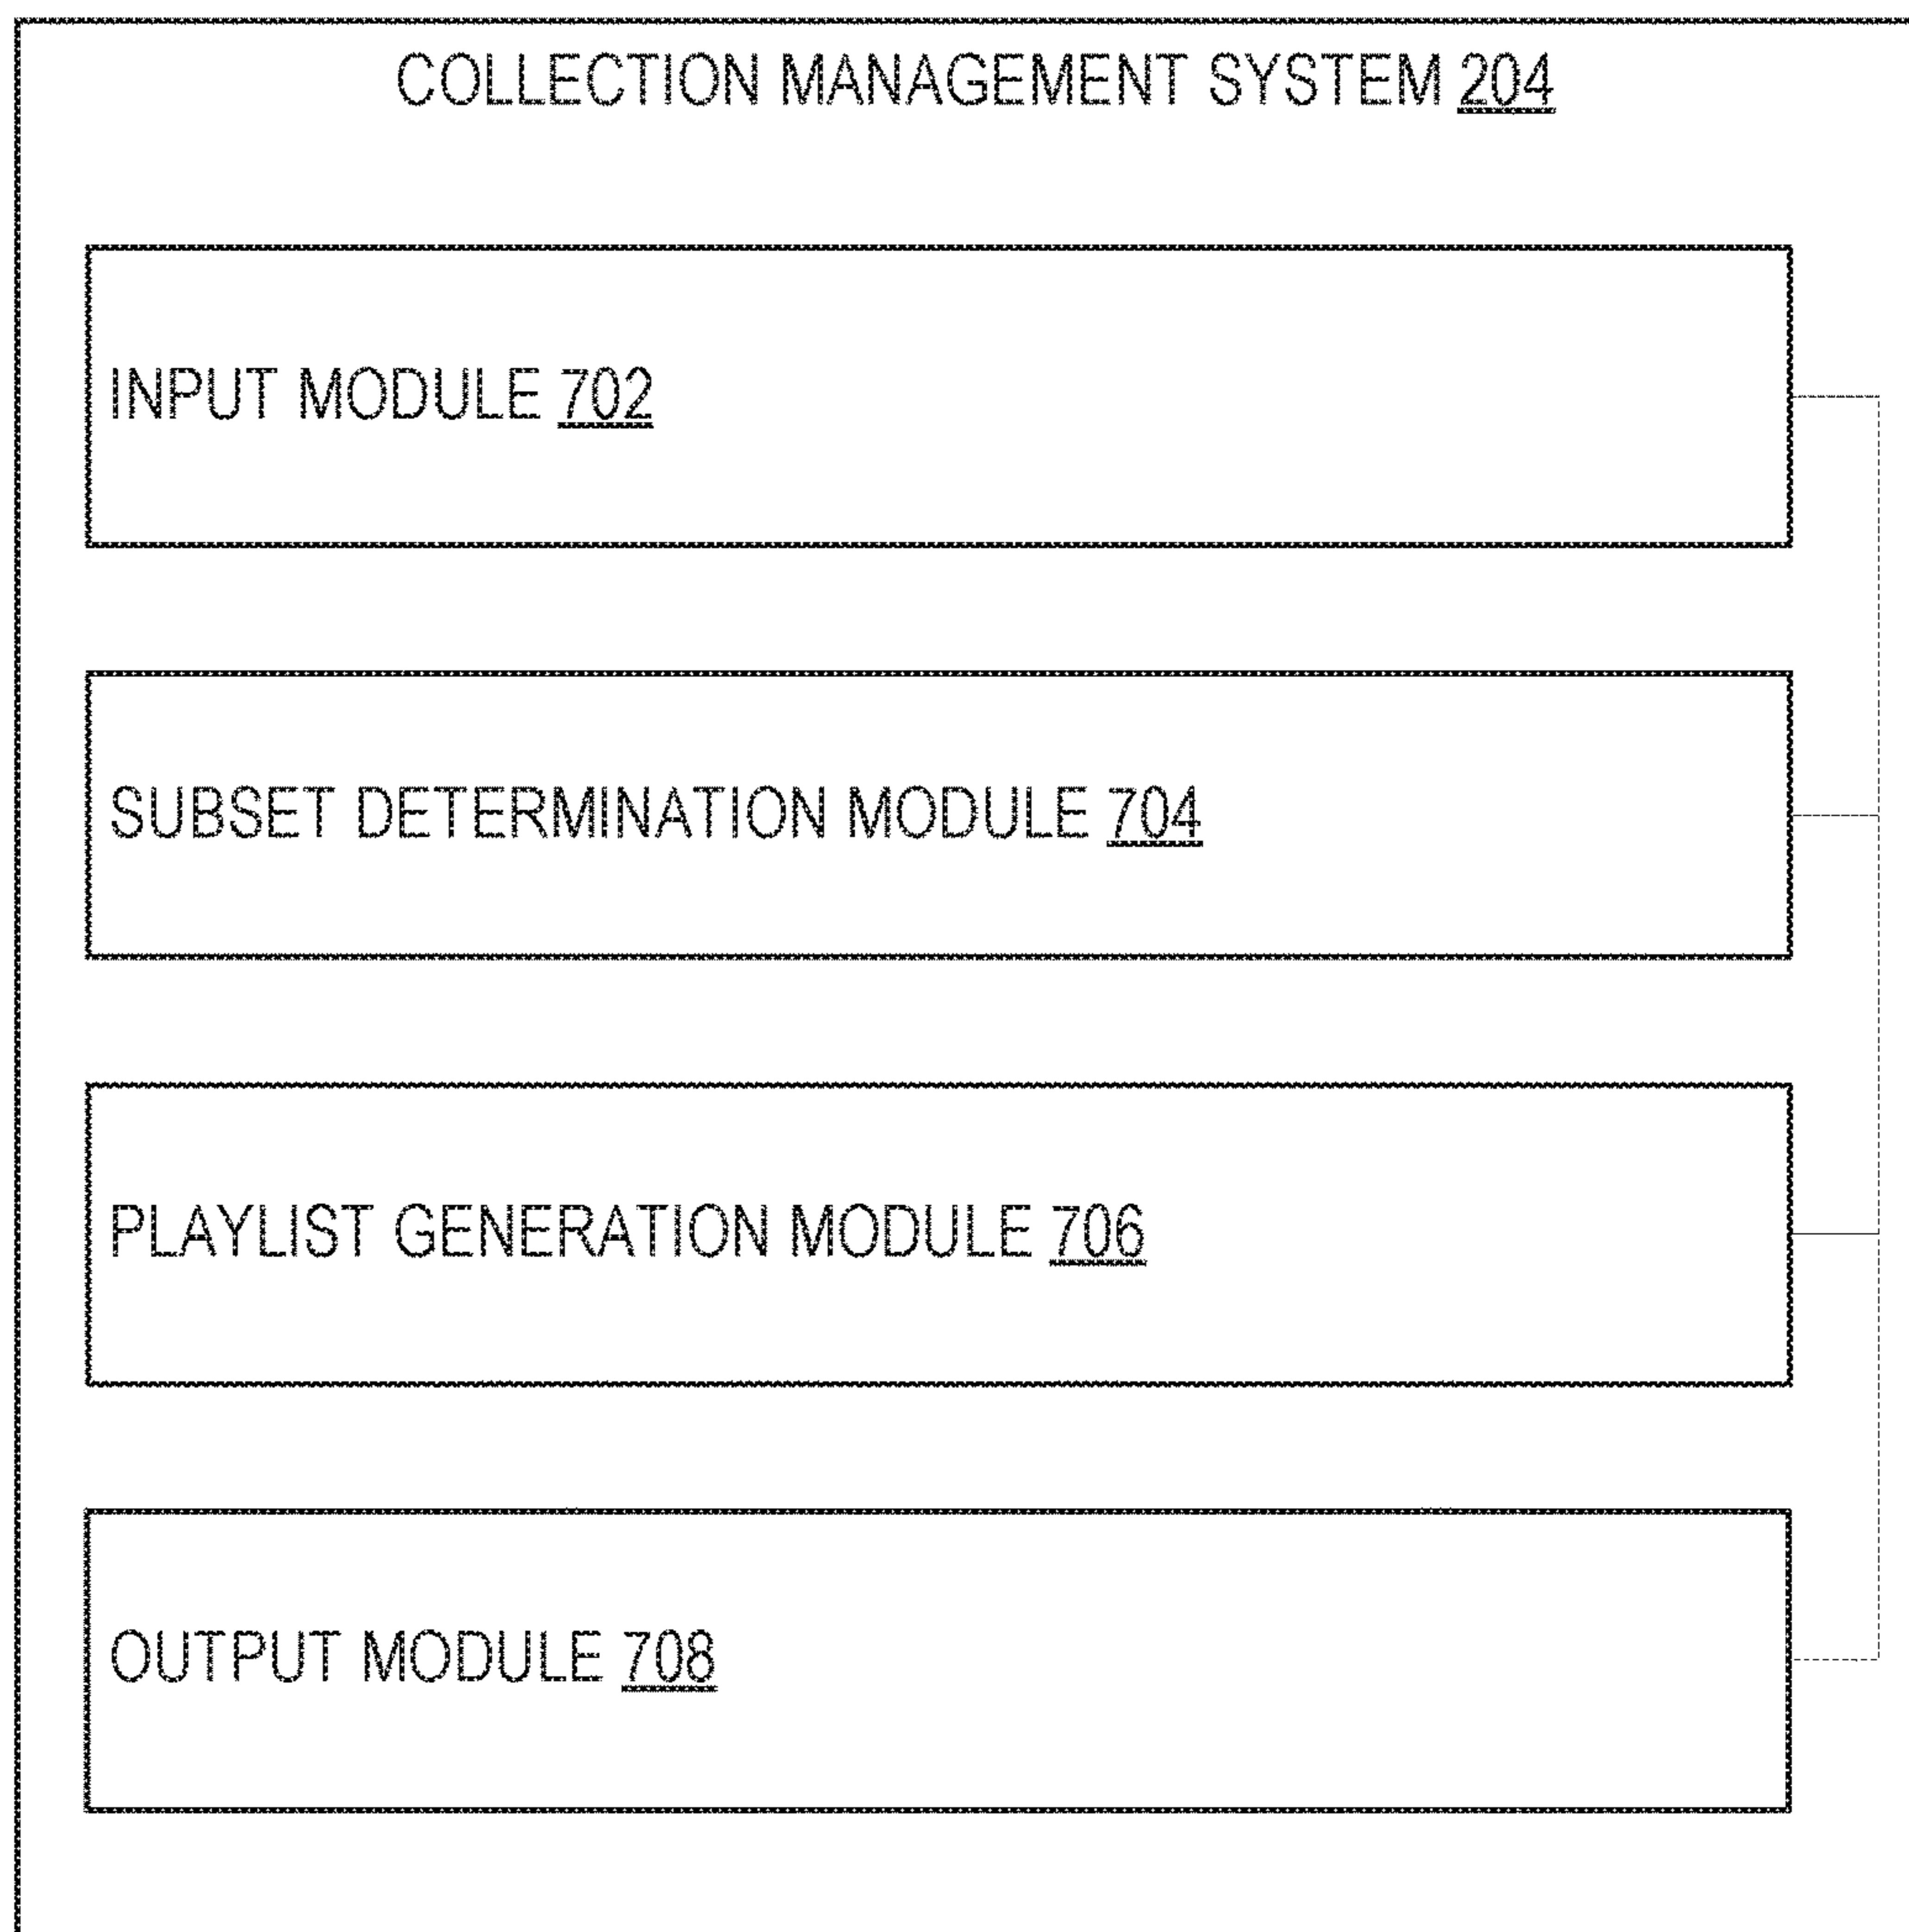 COLLECTION MANAGEMENT SYSTEM 204
INPUT MODULE 702
SUBSET DETERMINATION MODULE 704
PLAYLIST GENERATION MODULE 706
OUTPUT MODULE 708